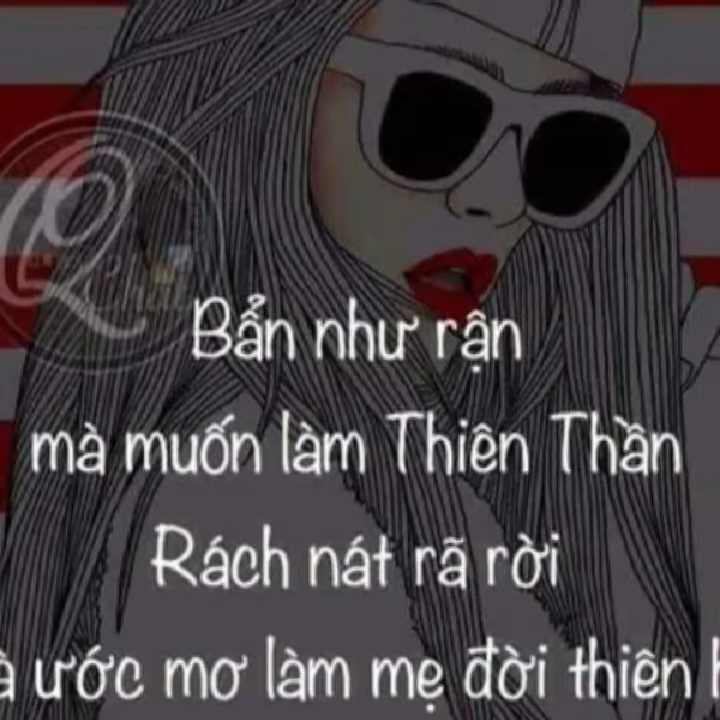 Bẩn như rận
mà muốn làm Thiên Thần
Rách nát rã rời
ước mơ làm mẹ đời thiên